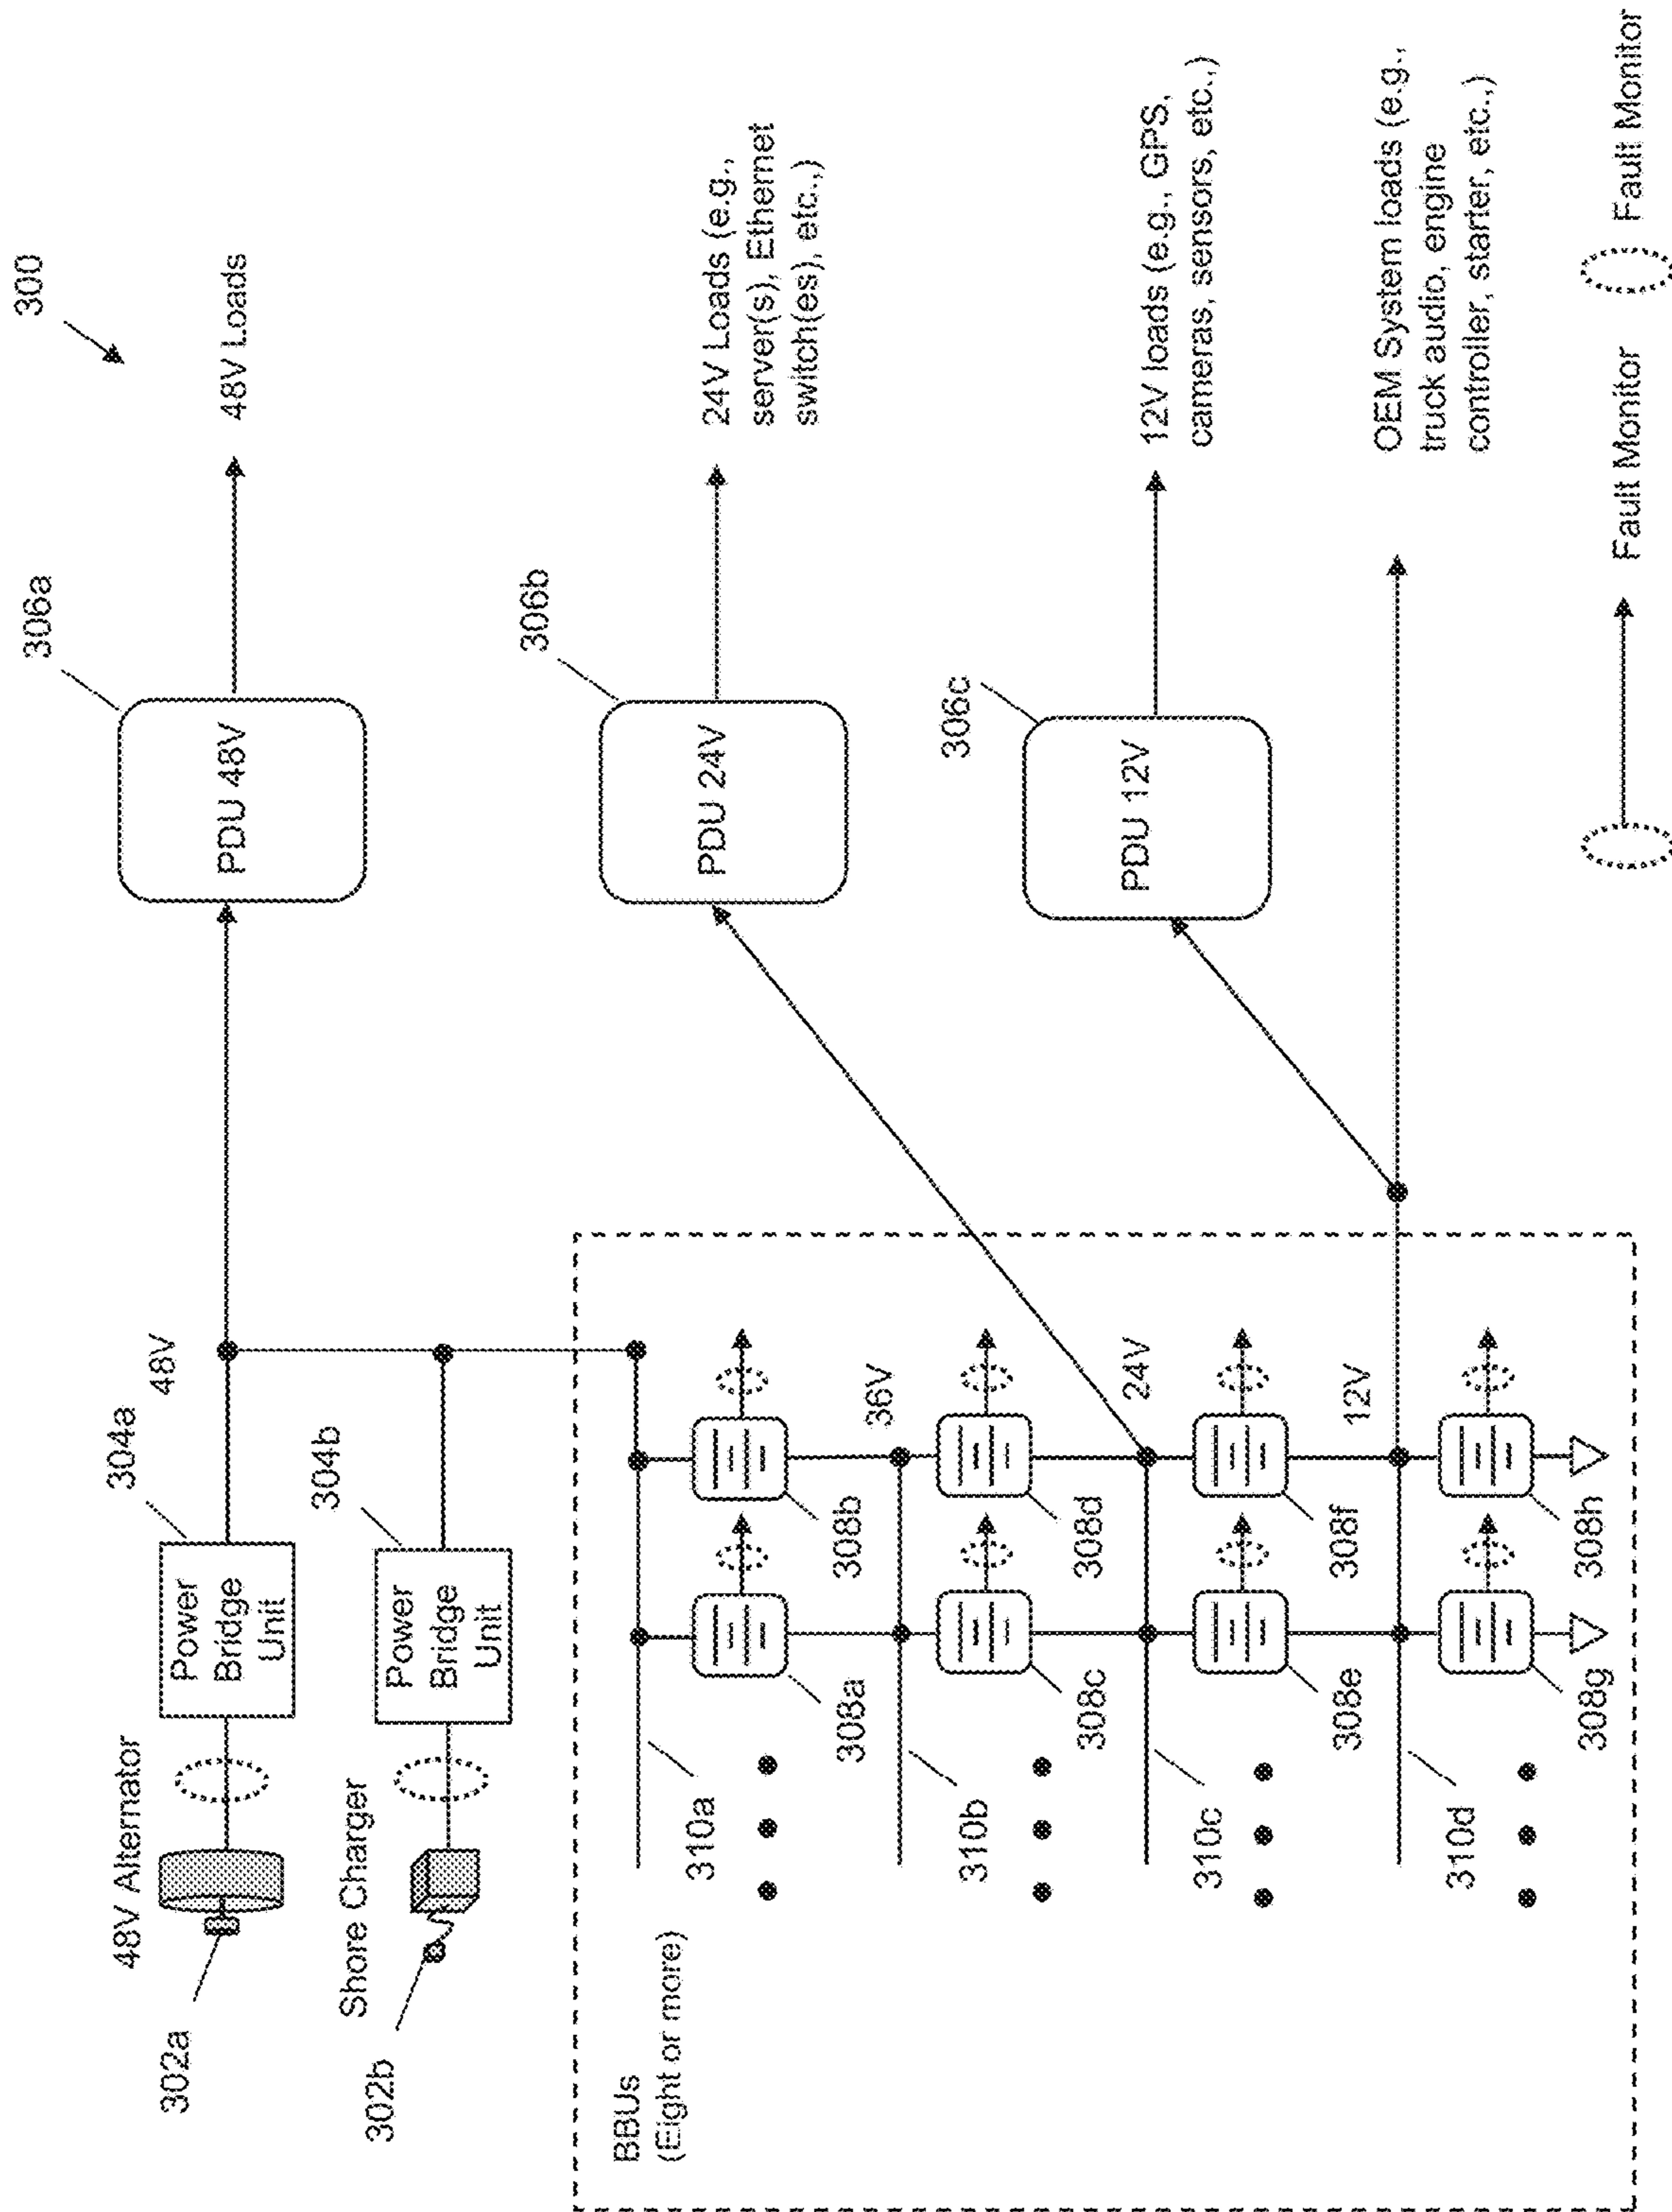 300
48V Alternator
302a
304a
Power
Bridge
Unit
48V
306a
PDU 48V
48V Loads
Shore Charger
302b
304b
Power
Bridge
Unit
306b
PDU 24V
24V Loads (e.g.,
server(s), Ethernet
switch(es), etc.,)
BBUs
(Eight or more)
310a
308a
308b
36V
310b
308c
308d
24V
306c
PDU 12V
12V loads (e.g., GPS,
cameras, sensors, etc.,)
310c
308e
308f
12V
OEM System loads (e.g.,
truck audio, engine
controller, starter, etc.,)
310d
308g
308h
Fault Monitor
Fault Monitor